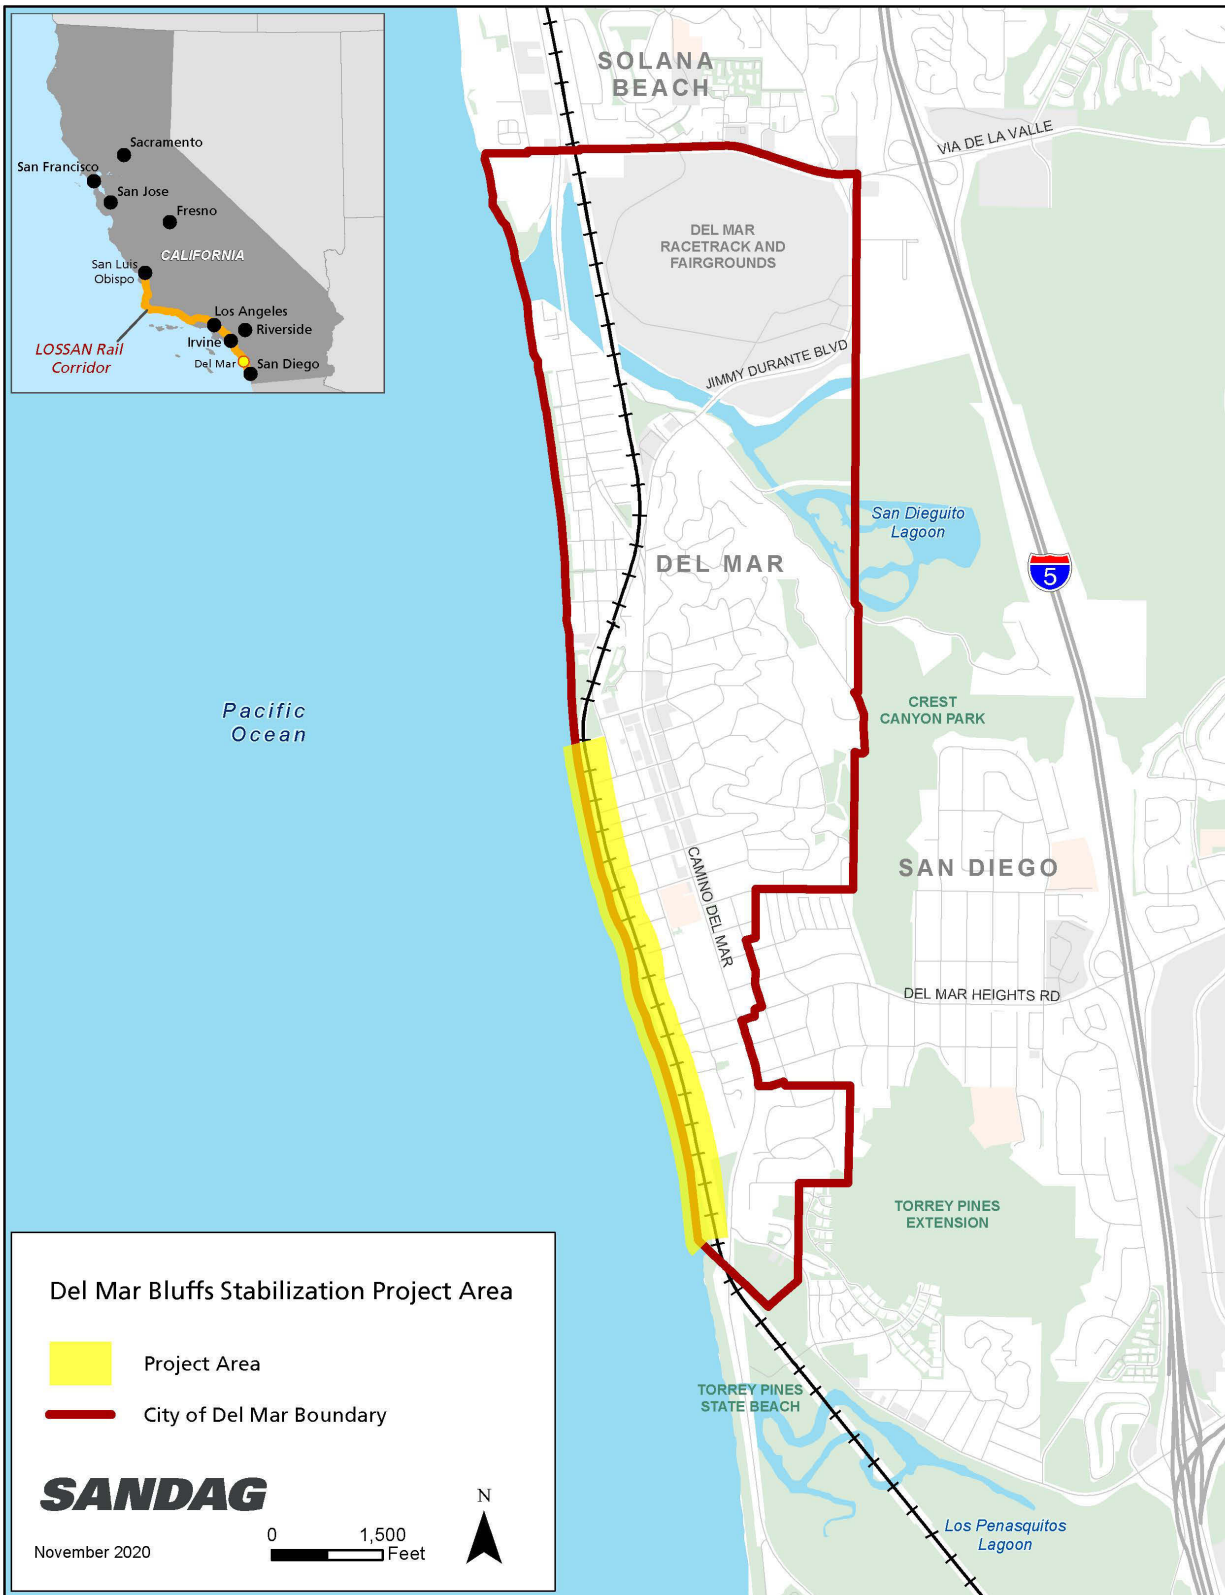 Sacramento
San Francisco
San Jose
Fresno
CALIFORNIA
San Luis
Obispo
Los Angeles
Riverside
LOSSAN Rail
Corridor
Irvine
Del Mar
San Diego
SOLANA
BEACH
VIA DE LA VALLE
DEL MAR
RACETRACK AND
FAIRGROUNDS
JIMMY DURANTE BLVD
San Dieguito
Lagoon
DEL MAR
5
Pacific
Ocean
CREST
CANYON PARK
CAMINO DEL MAR
SAN DIEGO
DEL MAR HEIGHTS RD
TORREY PINES
EXTENSION
TORREY PINES
STATE BEACH
Los Penasquitos
Lagoon
Del Mar Bluffs Stabilization Project Area
Project Area
City of Del Mar Boundary
SANDAG
November 2020
0 1,500
Feet
N